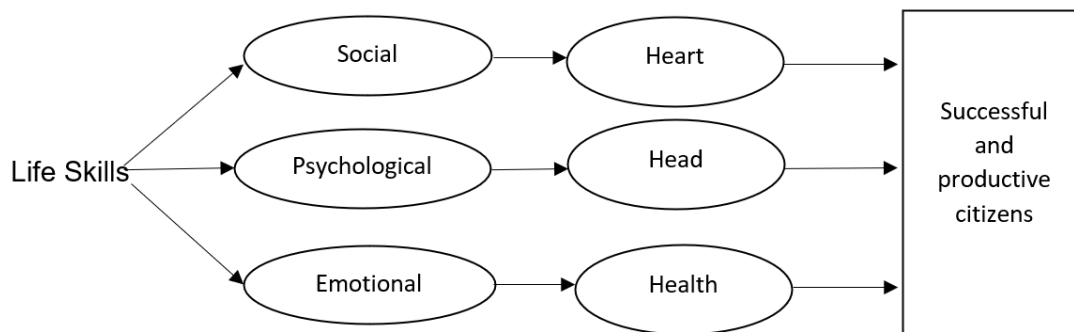 Social
Heart
Life Skills
Psychological
Head
Emotional
Health
Successful
and
productive
citizens